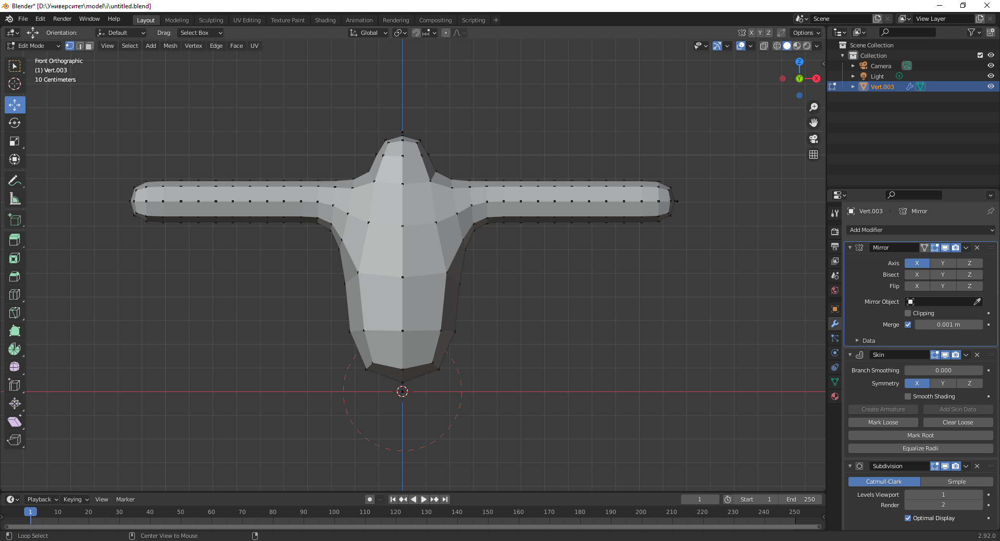 Blender* [D:\Университет\model\i\untitled.blend]
File Edit Render Window Help Layout Modeling Sculpting UV Editing Texture Paint Shading Animation Rendering Compositing Scripting + Scene View Layer
Orientation: Default Drag: Select Box Global X Y Z Options
Edit Mode View Select Add Mesh Vertex Edge Face UV
Front Orthographic
(1) Vert.003
10 Centimeters
Z
Y
X
Scene Collection
Collection
Camera
Light
Vert.003
Vert.003 Mirror
Add Modifier
Mirror
Axis X Y Z
Bisect X Y Z
Flip X Y Z
Mirror Object
Clipping
Merge 0.001 m
Data
Skin
Branch Smoothing 0.000
Symmetry X Y Z
Smooth Shading
Create Armature Add Skin Data
Mark Loose Clear Loose
Mark Root
Equalize Radii
Subdivision
Catmull-Clark Simple
Levels Viewport 1
Render 2
Optimal Display
Playback Keying View Marker 1 Start 1 End 250
1 10 20 30 40 50 60 70 80 90 100 110 120 130 140 150 160 170 180 190 200 210 220 230 240 250
Loop Select Center View to Mouse 2.92.0